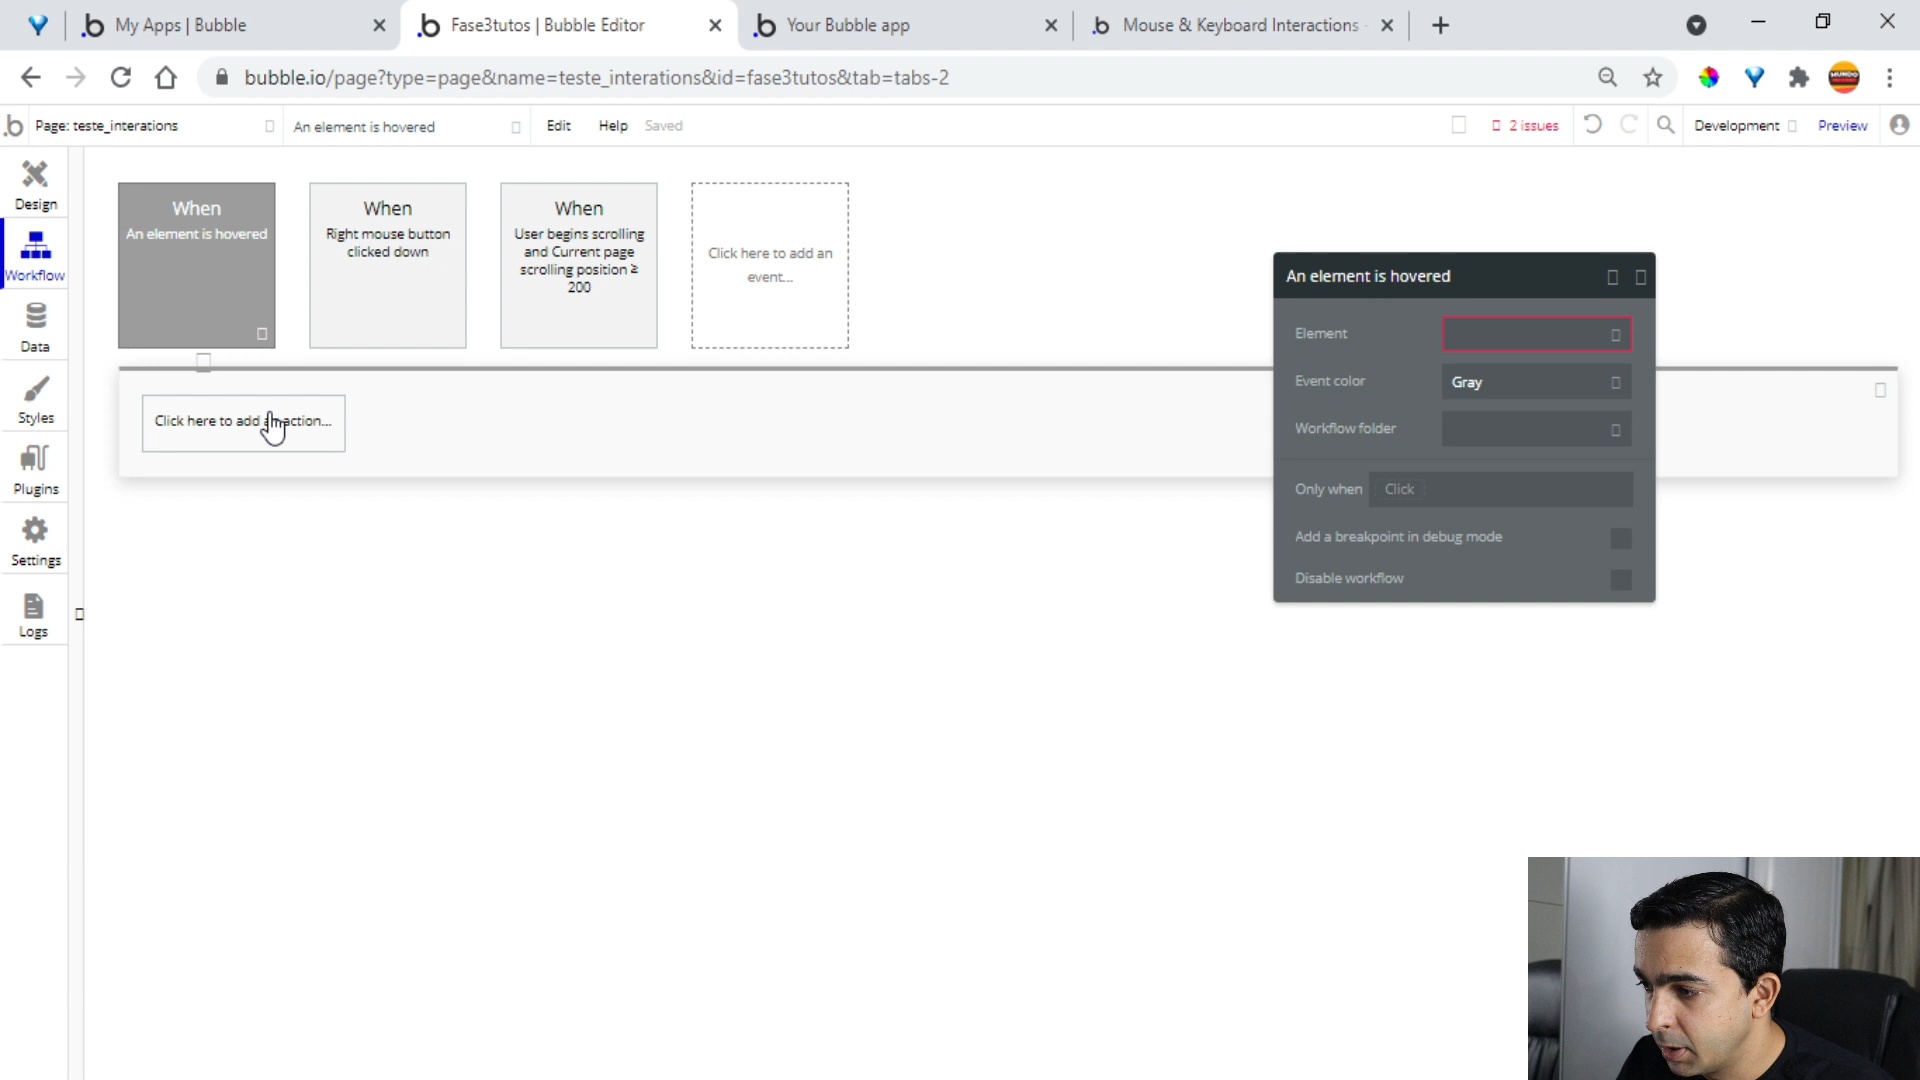 My Apps | Bubble
Fase3tutos | Bubble Editor
Your Bubble app
Mouse & Keyboard Interactions -
bubble.io/page?type=page&name=teste_interations&id=fase3tutos&tab=tabs-2
Page: teste_interations
An element is hovered
Edit
Help
Saved
2 issues
Development
Preview
Design
Workflow
Data
Styles
Plugins
Settings
Logs
When
An element is hovered
When
Right mouse button
clicked down
When
User begins scrolling
and Current page
scrolling position ≥
200
Click here to add an
event...
Click here to add an action...
An element is hovered
Element
Event color
Gray
Workflow folder
Only when
Click
Add a breakpoint in debug mode
Disable workflow